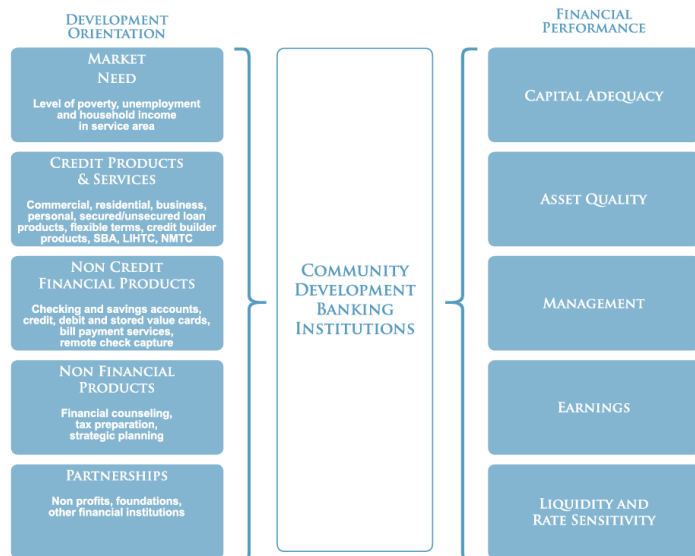 DEVELOPMENT
ORIENTATION
MARKET
NEED
Level of poverty, unemployment
and household income
in service area
CREDIT PRODUCTS
& SERVICES
Commercial, residential, business,
personal, secured/unsecured loan
products, flexible terms, credit builder
products, SBA, LIHTC, NMTC
NON CREDIT
FINANCIAL PRODUCTS
Checking and savings accounts,
credit, debit and stored value cards,
bill payment services,
remote check capture
NON FINANCIAL
PRODUCTS
Financial counseling,
tax preparation,
strategic planning
PARTNERSHIPS
Non profits, foundations,
other financial institutions
COMMUNITY
DEVELOPMENT
BANKING
INSTITUTIONS
FINANCIAL
PERFORMANCE
CAPITAL ADEQUACY
ASSET QUALITY
MANAGEMENT
EARNINGS
LIQUIDITY AND
RATE SENSITIVITY